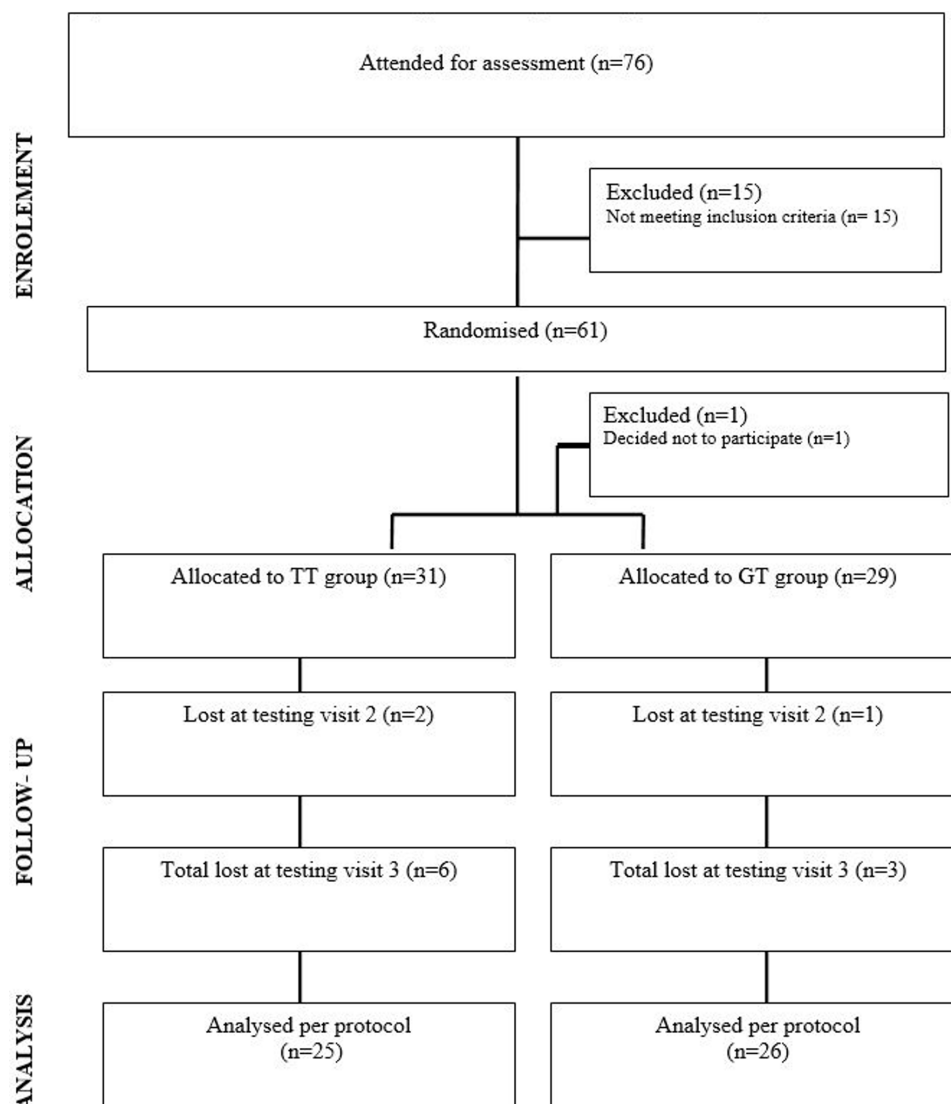 Attended for assessment (n=76)
ENROLEMENT
Excluded (n=15)
Not meeting inclusion criteria (n= 15)
Randomised (n=61)
ALLOCATION
Excluded (n=1)
Decided not to participate (n=1)
Allocated to TT group (n=31)
Allocated to GT group (n=29)
FOLLOW- UP
Lost at testing visit 2 (n=2)
Lost at testing visit 2 (n=1)
Total lost at testing visit 3 (n=6)
Total lost at testing visit 3 (n=3)
ANALYSIS
Analysed per protocol
(n=25)
Analysed per protocol
(n=26)